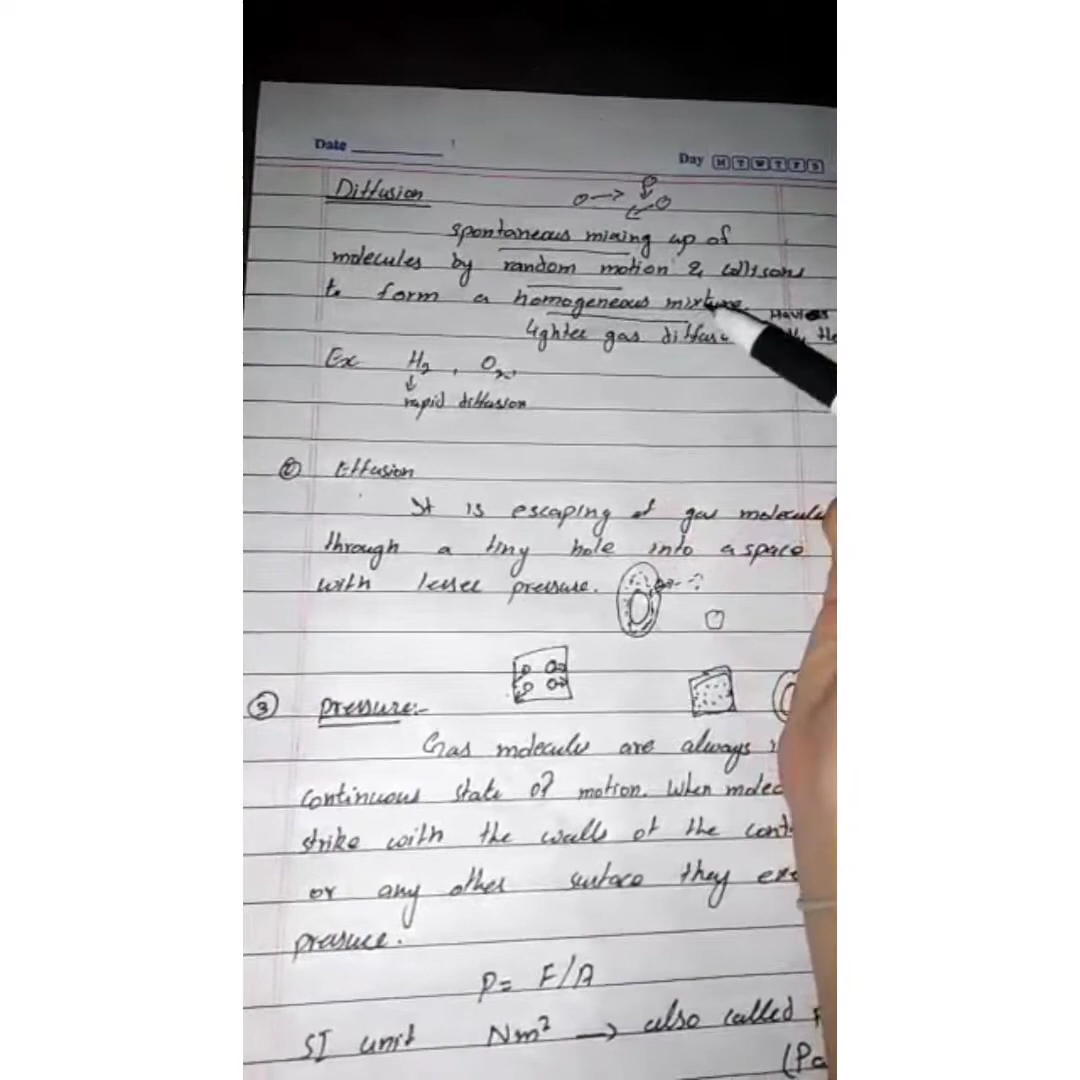 Date
Day M T W T F S
Diffusion
spontaneous mixing up of
molecules by random motion & collisons
to form a homogeneous mixture.
lighter gas diffuse
Ex H2 , O2,
rapid diffusion
② Effusion
It is escaping of gas molecule
through a tiny hole into a space
with lesser pressure.
③ Pressure:-
Gas molecule are always
continuous state of motion. When molec
strike with the walls of the cont
or any other surface they ex
pressure.
P= F/A
SI unit Nm² → also called
(Pa